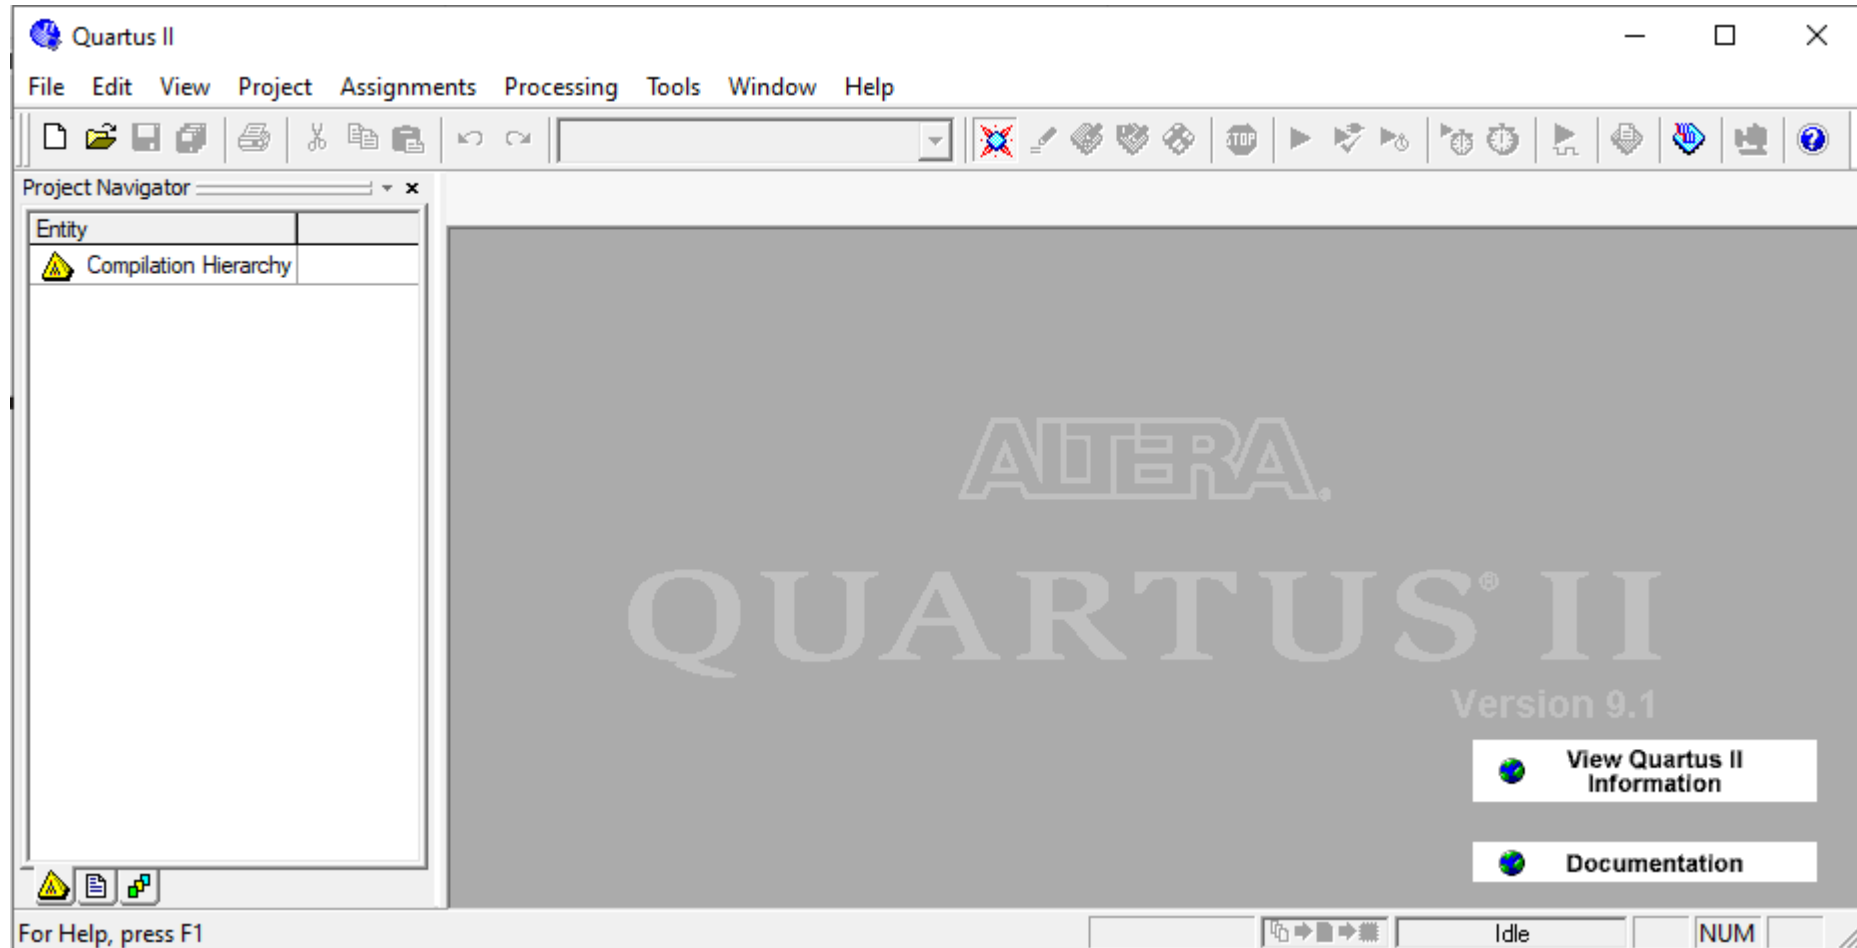 Quartus II
File Edit View Project Assignments Processing Tools Window Help
STOP
Project Navigator
Entity
Compilation Hierarchy
ALTERA.
QUARTUS® II
Version 9.1
View Quartus II
Information
Documentation
For Help, press F1
Idle
NUM